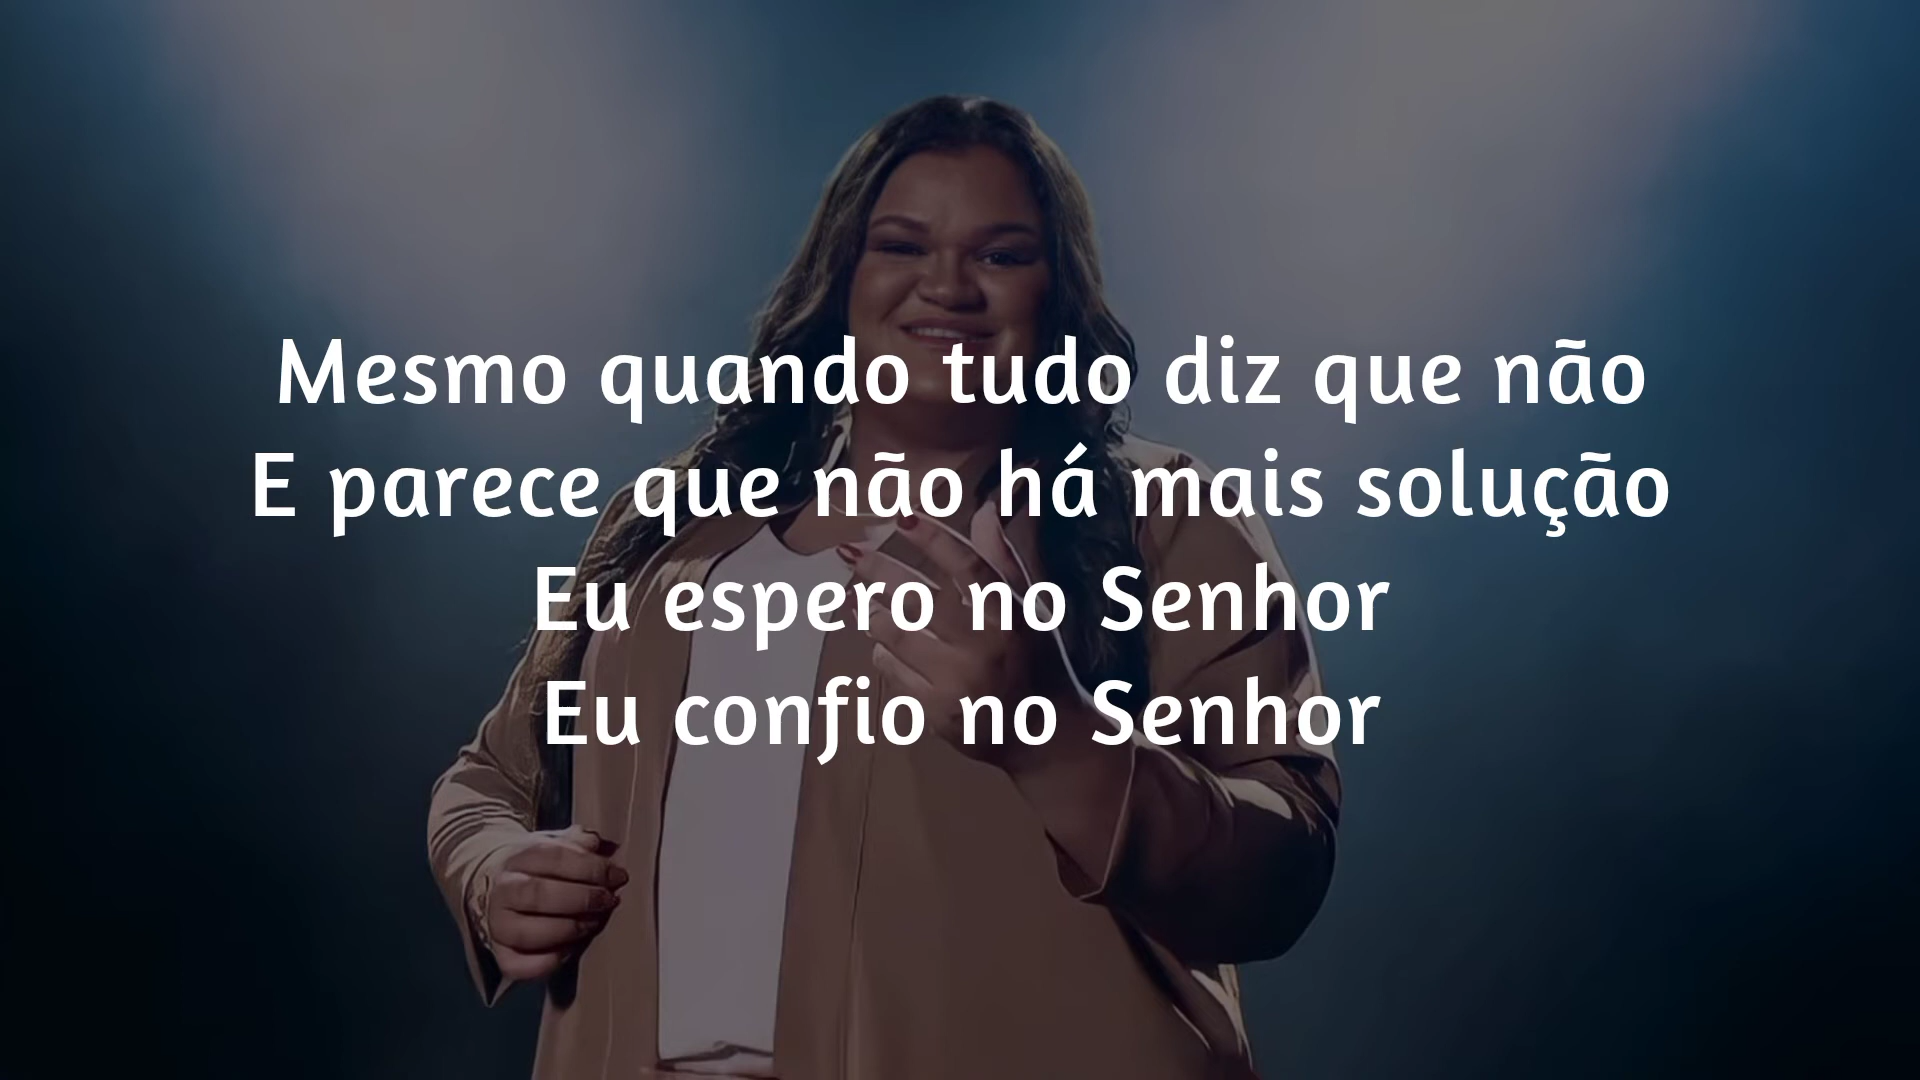 Mesmo quando tudo diz que não
E parece que não há mais solução
Eu espero no Senhor
Eu confio no Senhor